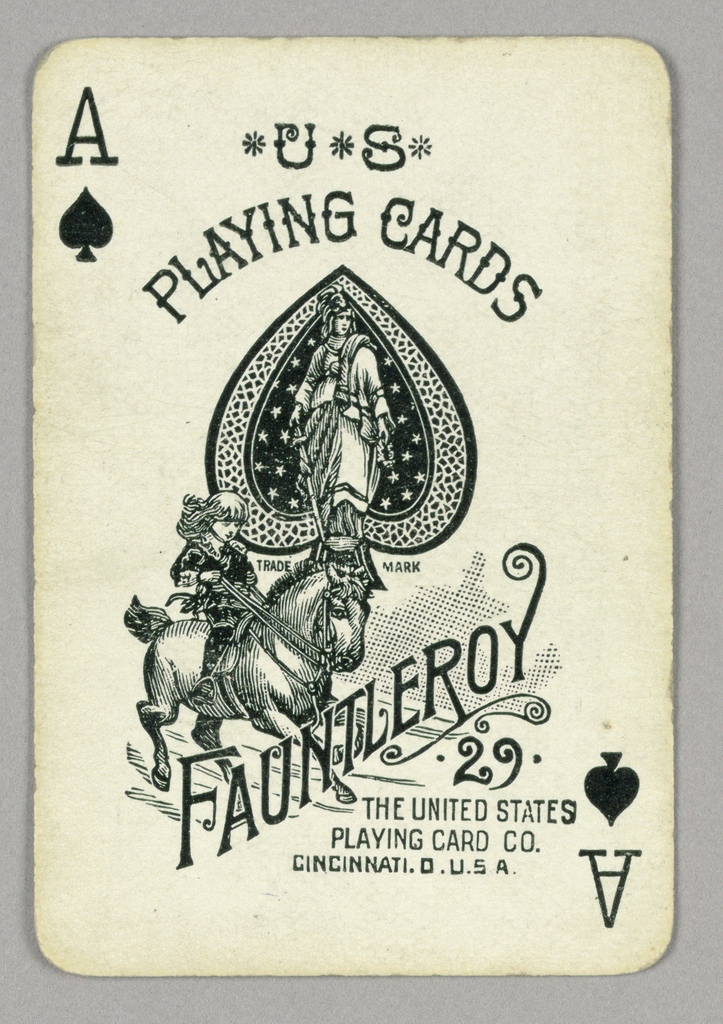 A
*U*S*
PLAYING CARDS
TRADE MARK
FAUNTLEROY
·29·
THE UNITED STATES
PLAYING CARD CO.
CINCINNATI. O. U.S A.
A